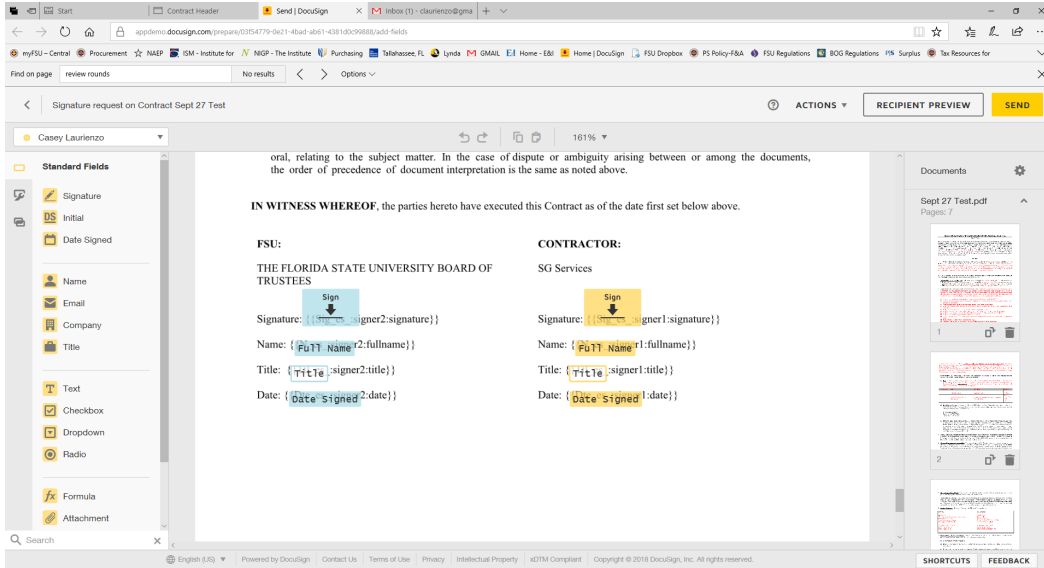 Start
Contract Header
Send | DocuSign
Inbox (1) - claurienzo@gma
appdemo.docusign.com/prepare/03f54779-0e21-4bad-ab61-4381d0c99888/add-fields
myFSU – Central
Procurement
NAEP
ISM - Institute for
NIGP - The Institute
Purchasing
Tallahassee, FL
Lynda
GMAIL
Home - E&I
Home | DocuSign
FSU Dropbox
PS Policy-F&A
FSU Regulations
BOG Regulations
Surplus
Tax Resources for
Find on page
review rounds
No results
Options
Signature request on Contract Sept 27 Test
ACTIONS
RECIPIENT PREVIEW
SEND
Casey Laurienzo
161%
Standard Fields
Signature
DS Initial
Date Signed
Name
Email
Company
Title
T Text
Checkbox
Dropdown
Radio
fx Formula
Attachment
Search
oral, relating to the subject matter. In the case of dispute or ambiguity arising between or among the documents,
the order of precedence of document interpretation is the same as noted above.
IN WITNESS WHEREOF, the parties hereto have executed this Contract as of the date first set below above.
FSU:
THE FLORIDA STATE UNIVERSITY BOARD OF
TRUSTEES
Sign
Signature: :signer2:signature}}
Name: { Full Name r2:fullname}}
Title: { Title :signer2:title}}
Date: { Date Signed 2:date}}
CONTRACTOR:
SG Services
Sign
Signature: :signer1:signature}}
Name: { Full Name r1:fullname}}
Title: { Title :signer1:title}}
Date: { Date Signed 1:date}}
Documents
Sept 27 Test.pdf
Pages: 7
1
2
English (US)
Powered by DocuSign
Contact Us
Terms of Use
Privacy
Intellectual Property
xDTM Compliant
Copyright © 2018 DocuSign, Inc. All rights reserved.
SHORTCUTS
FEEDBACK